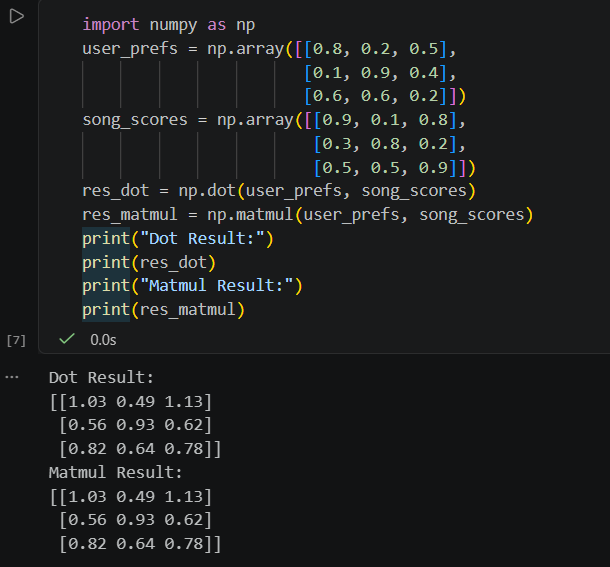 import numpy as np
user_prefs = np.array([[0.8, 0.2, 0.5],
[0.1, 0.9, 0.4],
[0.6, 0.6, 0.2]])
song_scores = np.array([[0.9, 0.1, 0.8],
[0.3, 0.8, 0.2],
[0.5, 0.5, 0.9]])
res_dot = np.dot(user_prefs, song_scores)
res_matmul = np.matmul(user_prefs, song_scores)
print("Dot Result:")
print(res_dot)
print("Matmul Result:")
print(res_matmul)
[7] 0.0s
... Dot Result:
[[1.03 0.49 1.13]
[0.56 0.93 0.62]
[0.82 0.64 0.78]]
Matmul Result:
[[1.03 0.49 1.13]
[0.56 0.93 0.62]
[0.82 0.64 0.78]]